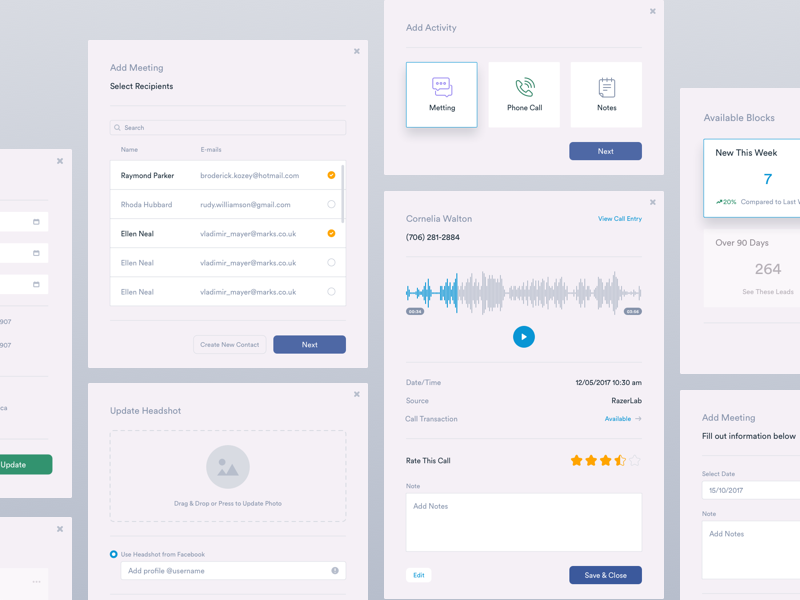 907
907
ca
Update
Add Meeting
Select Recipients
Search
Name E-mails
Raymond Parker broderick.kozey@hotmail.com
Rhoda Hubbard rudy.williamson@gmail.com
Ellen Neal vladimir_mayer@marks.co.uk
Ellen Neal vladimir_mayer@marks.co.uk
Ellen Neal vladimir_mayer@marks.co.uk
Create New Contact Next
Update Headshot
Drag & Drop or Press to Update Photo
Use Headshot from Facebook
Add profile @username
Add Activity
Metting Phone Call Notes
Next
Cornelia Walton View Call Entry
(706) 281-2884
Date/Time 12/05/2017 10:30 am
Source RazerLab
Call Transaction Available
Rate This Call
Note
Add Notes
Edit Save & Close
Available Blocks
New This Week
7
20% Compared to Last
Over 90 Days
264
See These Leads
Add Meeting
Fill out information below
Select Date
15/10/2017
Note
Add Notes